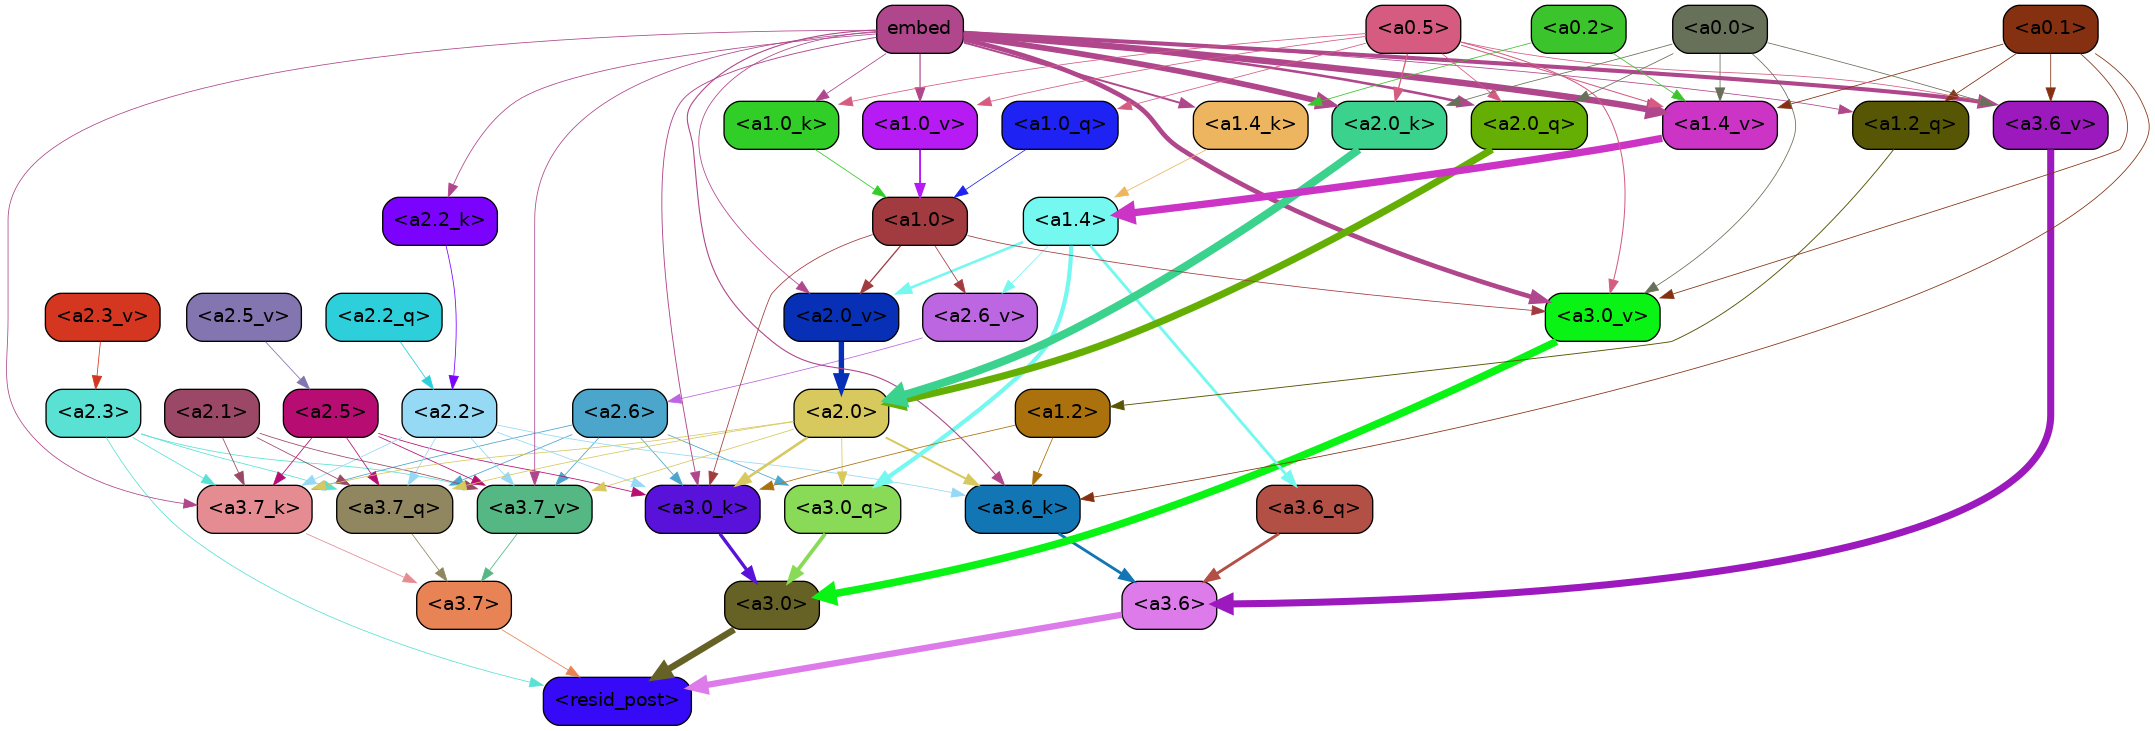 embed
<a0.5>
<a0.2>
<a0.0>
<a0.1>
<a1.0_k>
<a1.0_v>
<a1.0_q>
<a1.4_k>
<a2.0_k>
<a2.0_q>
<a1.4_v>
<a1.2_q>
<a3.6_v>
<a2.2_k>
<a1.0>
<a1.4>
<a2.3_v>
<a2.5_v>
<a2.2_q>
<a2.0_v>
<a2.6_v>
<a3.0_v>
<a2.3>
<a2.1>
<a2.5>
<a2.2>
<a2.6>
<a2.0>
<a1.2>
<a3.7_k>
<a3.7_q>
<a3.7_v>
<a3.0_k>
<a3.0_q>
<a3.6_k>
<a3.6_q>
<a3.7>
<a3.0>
<a3.6>
<resid_post>